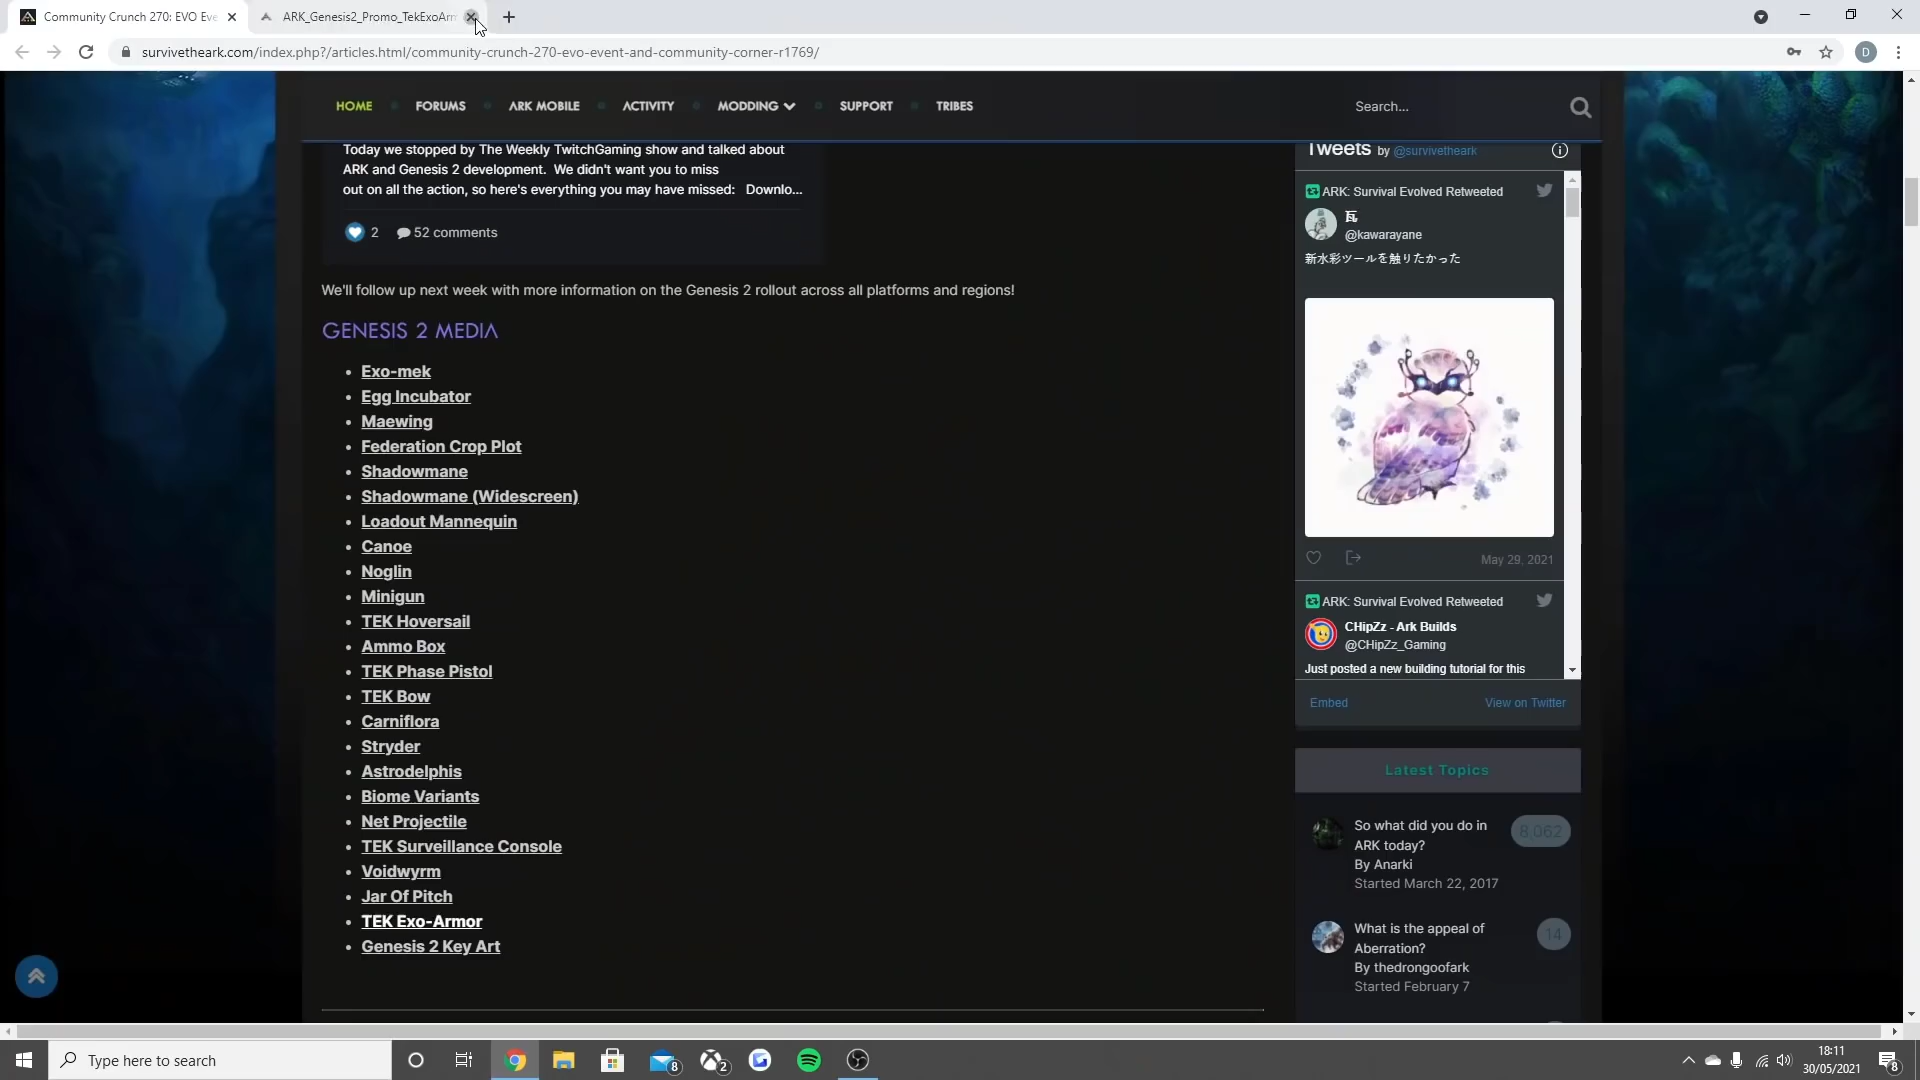 Community Crunch 270: EVO Eve
ARK_Genesis2_Promo_TekExoArm
survivetheark.com/index.php?/articles.html/community-crunch-270-evo-event-and-community-corner-r1769/
D
HOME
FORUMS
ARK MOBILE
ACTIVITY
MODDING
SUPPORT
TRIBES
Search...
Today we stopped by The Weekly TwitchGaming show and talked about
ARK and Genesis 2 development. We didn't want you to miss
out on all the action, so here's everything you may have missed: Downlo...
2
52 comments
We'll follow up next week with more information on the Genesis 2 rollout across all platforms and regions!
GENESIS 2 MEDIA
Exo-mek
Egg Incubator
Maewing
Federation Crop Plot
Shadowmane
Shadowmane (Widescreen)
Loadout Mannequin
Canoe
Noglin
Minigun
TEK Hoversail
Ammo Box
TEK Phase Pistol
TEK Bow
Carniflora
Stryder
Astrodelphis
Biome Variants
Net Projectile
TEK Surveillance Console
Voidwyrm
Jar Of Pitch
TEK Exo-Armor
Genesis 2 Key Art
Tweets by @survivetheark
ARK: Survival Evolved Retweeted
瓦
@kawarayane
新水彩ツールを触りたかった
May 29, 2021
ARK: Survival Evolved Retweeted
CHipZz - Ark Builds
@CHipZz_Gaming
Just posted a new building tutorial for this
Embed
View on Twitter
Latest Topics
So what did you do in
ARK today?
By Anarki
Started March 22, 2017
8,062
What is the appeal of
Aberration?
By thedrongoofark
Started February 7
14
Type here to search
8
2
18:11
30/05/2021
8